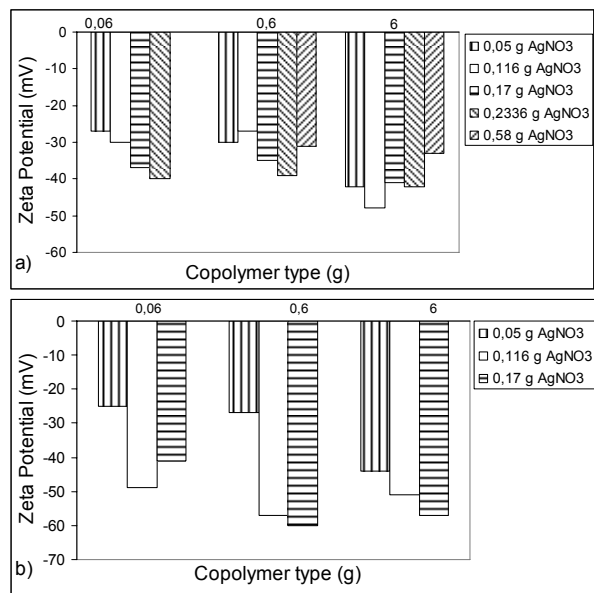 0,06 0,6 6
0
-10
-20
-30
-40
-50
-60
Zeta Potential (mV)
Copolymer type (g)
a)
0,05 g AgNO3
0,116 g AgNO3
0,17 g AgNO3
0,2336 g AgNO3
0,58 g AgNO3
0,06 0,6 6
0
-10
-20
-30
-40
-50
-60
-70
Zeta Potential (mV)
Copolymer type (g)
b)
0,05 g AgNO3
0,116 g AgNO3
0,17 g AgNO3